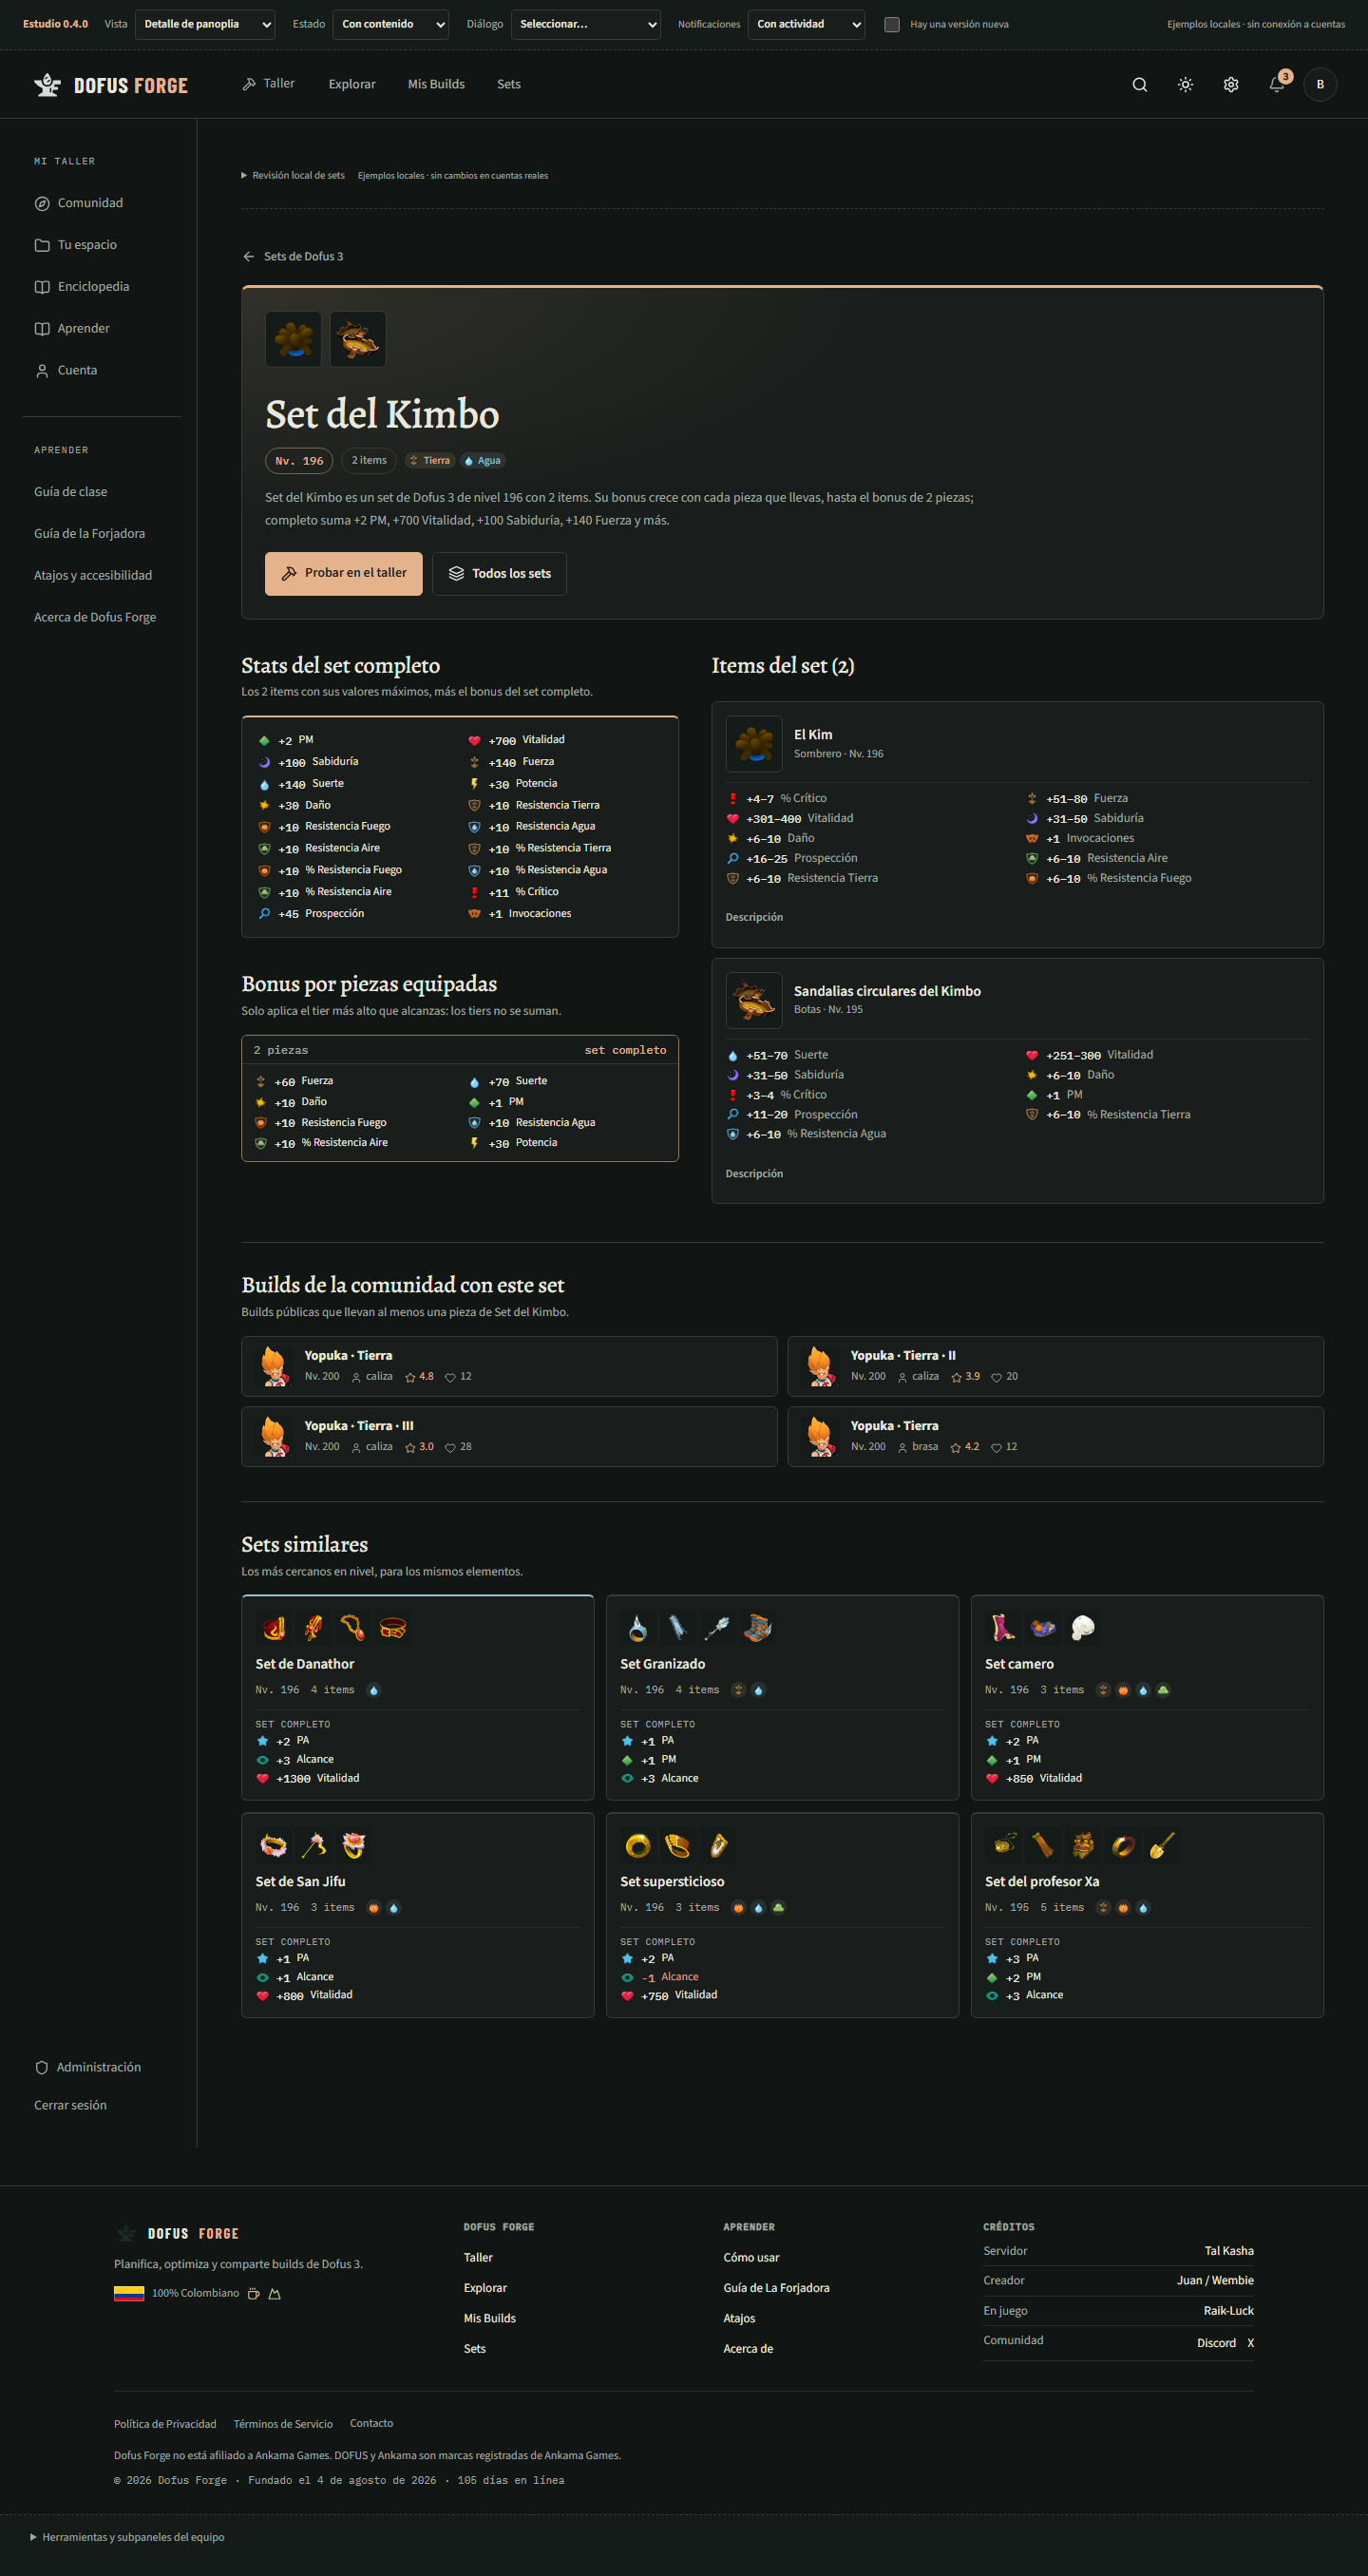 Estudio 0.4.0 Vista Detalle de panoplia Estado Con contenido Diálogo Seleccionar... Notificaciones Con actividad Hay una versión nueva Ejemplos locales · sin conexión a cuentas
DOFUS FORGE Taller Explorar Mis Builds Sets 3 B
MI TALLER
Comunidad
Tu espacio
Enciclopedia
Aprender
Cuenta
APRENDER
Guía de clase
Guía de la Forjadora
Atajos y accesibilidad
Acerca de Dofus Forge
Administración
Cerrar sesión
Revisión local de sets Ejemplos locales · sin cambios en cuentas reales
Sets de Dofus 3
Set del Kimbo
Nv. 196 2 items Tierra Agua
Set del Kimbo es un set de Dofus 3 de nivel 196 con 2 items. Su bonus crece con cada pieza que llevas, hasta el bonus de 2 piezas;
completo suma +2 PM, +700 Vitalidad, +100 Sabiduría, +140 Fuerza y más.
Probar en el taller Todos los sets
Stats del set completo
Los 2 items con sus valores máximos, más el bonus del set completo.
+2 PM +700 Vitalidad
+100 Sabiduría +140 Fuerza
+140 Suerte +30 Potencia
+30 Daño +10 Resistencia Tierra
+10 Resistencia Fuego +10 Resistencia Agua
+10 Resistencia Aire +10 % Resistencia Tierra
+10 % Resistencia Fuego +10 % Resistencia Agua
+10 % Resistencia Aire +11 % Crítico
+45 Prospección +1 Invocaciones
Bonus por piezas equipadas
Solo aplica el tier más alto que alcanzas: los tiers no se suman.
2 piezas set completo
+60 Fuerza +70 Suerte
+10 Daño +1 PM
+10 Resistencia Fuego +10 Resistencia Agua
+10 % Resistencia Aire +30 Potencia
Items del set (2)
El Kim
Sombrero · Nv. 196
+4–7 % Crítico +51–80 Fuerza
+301–400 Vitalidad +31–50 Sabiduría
+6–10 Daño +1 Invocaciones
+16–25 Prospección +6–10 Resistencia Aire
+6–10 Resistencia Tierra +6–10 % Resistencia Fuego
Descripción
Sandalias circulares del Kimbo
Botas · Nv. 195
+51–70 Suerte +251–300 Vitalidad
+31–50 Sabiduría +6–10 Daño
+3–4 % Crítico +1 PM
+11–20 Prospección +6–10 % Resistencia Tierra
+6–10 % Resistencia Agua
Descripción
Builds de la comunidad con este set
Builds públicas que llevan al menos una pieza de Set del Kimbo.
Yopuka · Tierra
Nv. 200 caliza 4.8 12
Yopuka · Tierra · II
Nv. 200 caliza 3.9 20
Yopuka · Tierra · III
Nv. 200 caliza 3.0 28
Yopuka · Tierra
Nv. 200 brasa 4.2 12
Sets similares
Los más cercanos en nivel, para los mismos elementos.
Set de Danathor
Nv. 196 4 items
SET COMPLETO
+2 PA
+3 Alcance
+1300 Vitalidad
Set Granizado
Nv. 196 4 items
SET COMPLETO
+1 PA
+1 PM
+3 Alcance
Set camero
Nv. 196 3 items
SET COMPLETO
+2 PA
+1 PM
+850 Vitalidad
Set de San Jifu
Nv. 196 3 items
SET COMPLETO
+1 PA
+1 Alcance
+800 Vitalidad
Set supersticioso
Nv. 196 3 items
SET COMPLETO
+2 PA
-1 Alcance
+750 Vitalidad
Set del profesor Xa
Nv. 195 5 items
SET COMPLETO
+3 PA
+2 PM
+3 Alcance
DOFUS FORGE
Planifica, optimiza y comparte builds de Dofus 3.
100% Colombiano
DOFUS FORGE
Taller
Explorar
Mis Builds
Sets
APRENDER
Cómo usar
Guía de La Forjadora
Atajos
Acerca de
CRÉDITOS
Servidor Tal Kasha
Creador Juan / Wembie
En juego Raik-Luck
Comunidad Discord X
Política de Privacidad Términos de Servicio Contacto
Dofus Forge no está afiliado a Ankama Games. DOFUS y Ankama son marcas registradas de Ankama Games.
© 2026 Dofus Forge · Fundado el 4 de agosto de 2026 · 105 días en línea
Herramientas y subpaneles del equipo